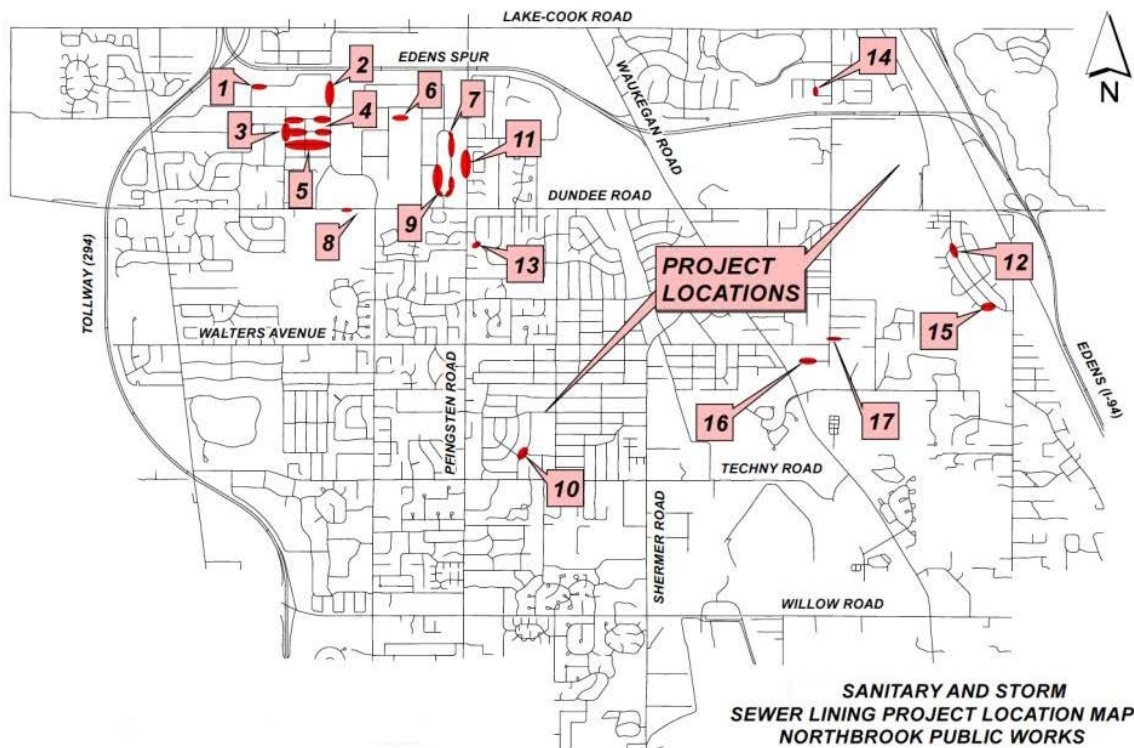 LAKE-COOK ROAD
EDENS SPUR
1
2
3
4
5
6
7
8
9
11
13
WAUKEGAN ROAD
14
N
DUNDEE ROAD
TOLLWAY (294)
PROJECT
LOCATIONS
12
15
WALTERS AVENUE
PFINGSTEN ROAD
EDENS (I-94)
16
17
10
TECHNY ROAD
SHERMER ROAD
WILLOW ROAD
SANITARY AND STORM
SEWER LINING PROJECT LOCATION MAP
NORTHBROOK PUBLIC WORKS